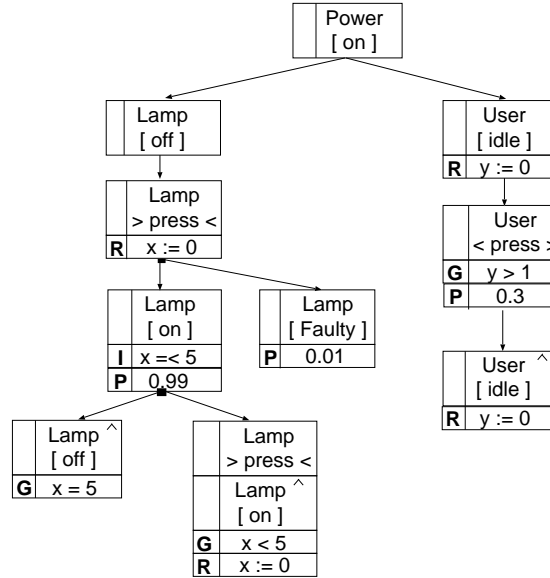 Power
[ on ]
Lamp
[ off ]
User
[ idle ]
R y := 0
Lamp
> press <
R x := 0
User
< press >
G y > 1
P 0.3
Lamp
[ on ]
I x =< 5
P 0.99
Lamp
[ Faulty ]
P 0.01
User ^
[ idle ]
R y := 0
Lamp ^
[ off ]
G x = 5
Lamp
> press <
Lamp ^
[ on ]
G x < 5
R x := 0